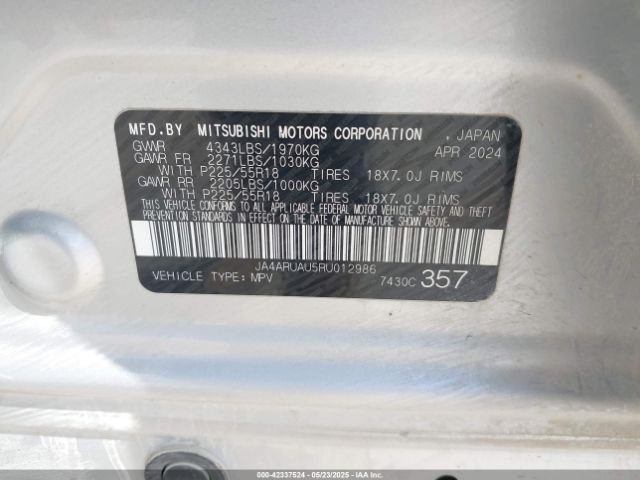 MFD.BY MITSUBISHI MOTORS CORPORATION , JAPAN
GVWR 4343LBS/1970KG APR 2024
GAWR FR 2271LBS/1030KG
WITH P225/55R18 TIRES 18X7.0J RIMS
GAWR RR 2205LBS/1000KG
WITH P225/55R18 TIRES 18X7.0J RIMS
THIS VEHICLE CONFORMS TO ALL APPLICABLE FEDERAL MOTOR VEHICLE SAFETY AND THEFT
PREVENTION STANDARDS IN EFFECT ON THE DATE OF MANUFACTURE SHOWN ABOVE.
JA4ARUAU5RU012986
VEHICLE TYPE: MPV 7430C 357
000-42337524 05/23/2025 IAAI.COM